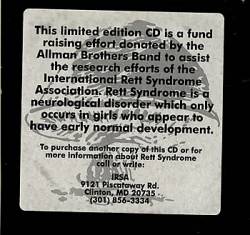 This limited edition CD is a fund
raising effort donated by the
Allman Brothers Band to assist
the research efforts of the
International Rett Syndrome
Association. Rett Syndrome is a
neurological disorder which only
occurs in girls who appear to
have early normal development.
To purchase another copy of this CD or for
more information about Rett Syndrome
call or write:
IRSA
9121 Piscataway Rd.
Clinton, MD 20735
(301) 856-3334